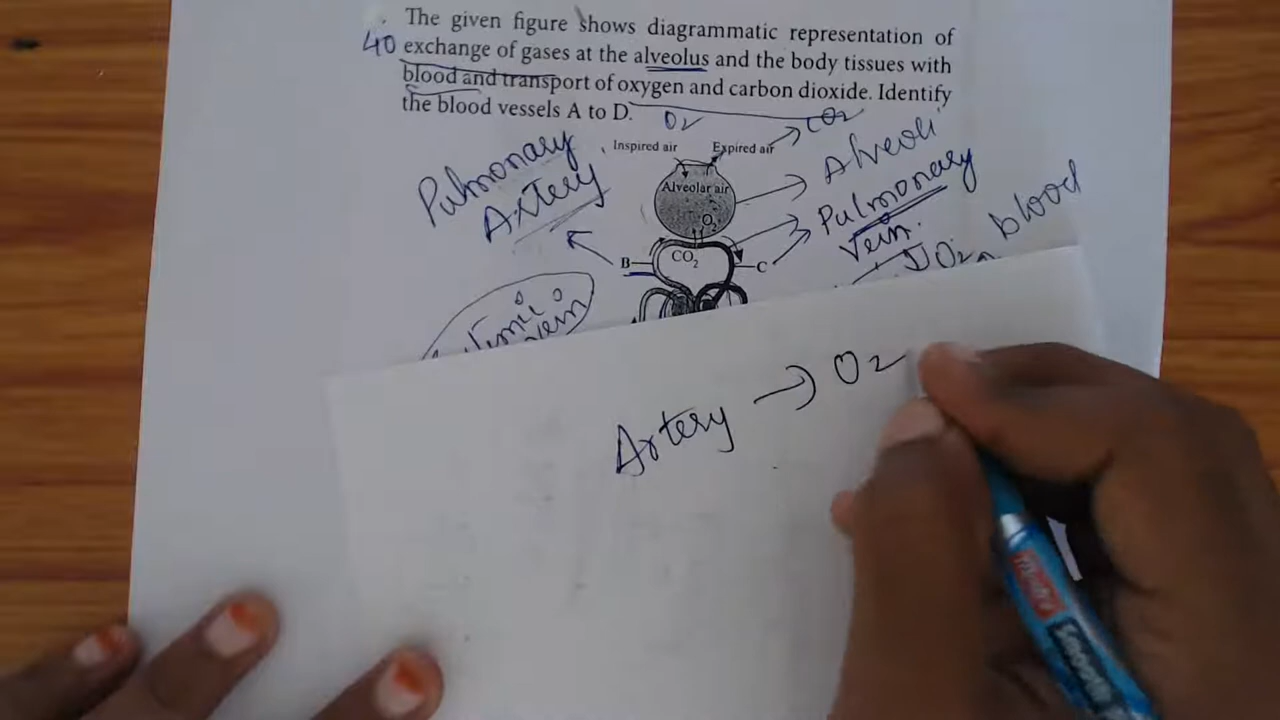 The given figure shows diagrammatic representation of
40 exchange of gases at the alveolus and the body tissues with
blood and transport of oxygen and carbon dioxide. Identify
the blood vessels A to D.
O2
CO2
Inspired air
Expired air
Alveoli
Pulmonary
Artery
Alveolar air
O2
Pulmonary
vein.
blood
O2
B
CO2
C
vein
Artery → O2